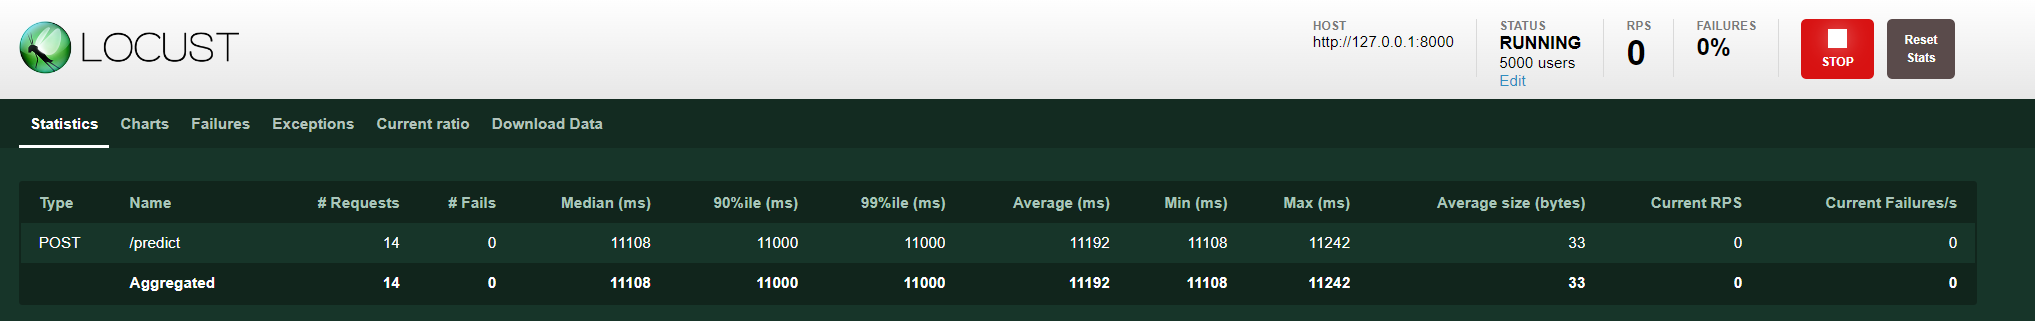 LOCUST
HOST
http://127.0.0.1:8000
STATUS
RUNNING
5000 users
Edit
RPS
0
FAILURES
0%
STOP
Reset
Stats
Statistics Charts Failures Exceptions Current ratio Download Data
Type Name # Requests # Fails Median (ms) 90%ile (ms) 99%ile (ms) Average (ms) Min (ms) Max (ms) Average size (bytes) Current RPS Current Failures/s
POST /predict 14 0 11108 11000 11000 11192 11108 11242 33 0 0
Aggregated 14 0 11108 11000 11000 11192 11108 11242 33 0 0